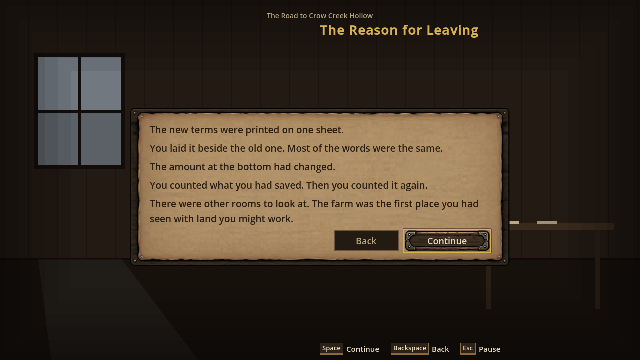 The Road to Crow Creek Hollow
The Reason for Leaving
The new terms were printed on one sheet.
You laid it beside the old one. Most of the words were the same.
The amount at the bottom had changed.
You counted what you had saved. Then you counted it again.
There were other rooms to look at. The farm was the first place you had
seen with land you might work.
Back
Continue
Space Continue Backspace Back Esc Pause